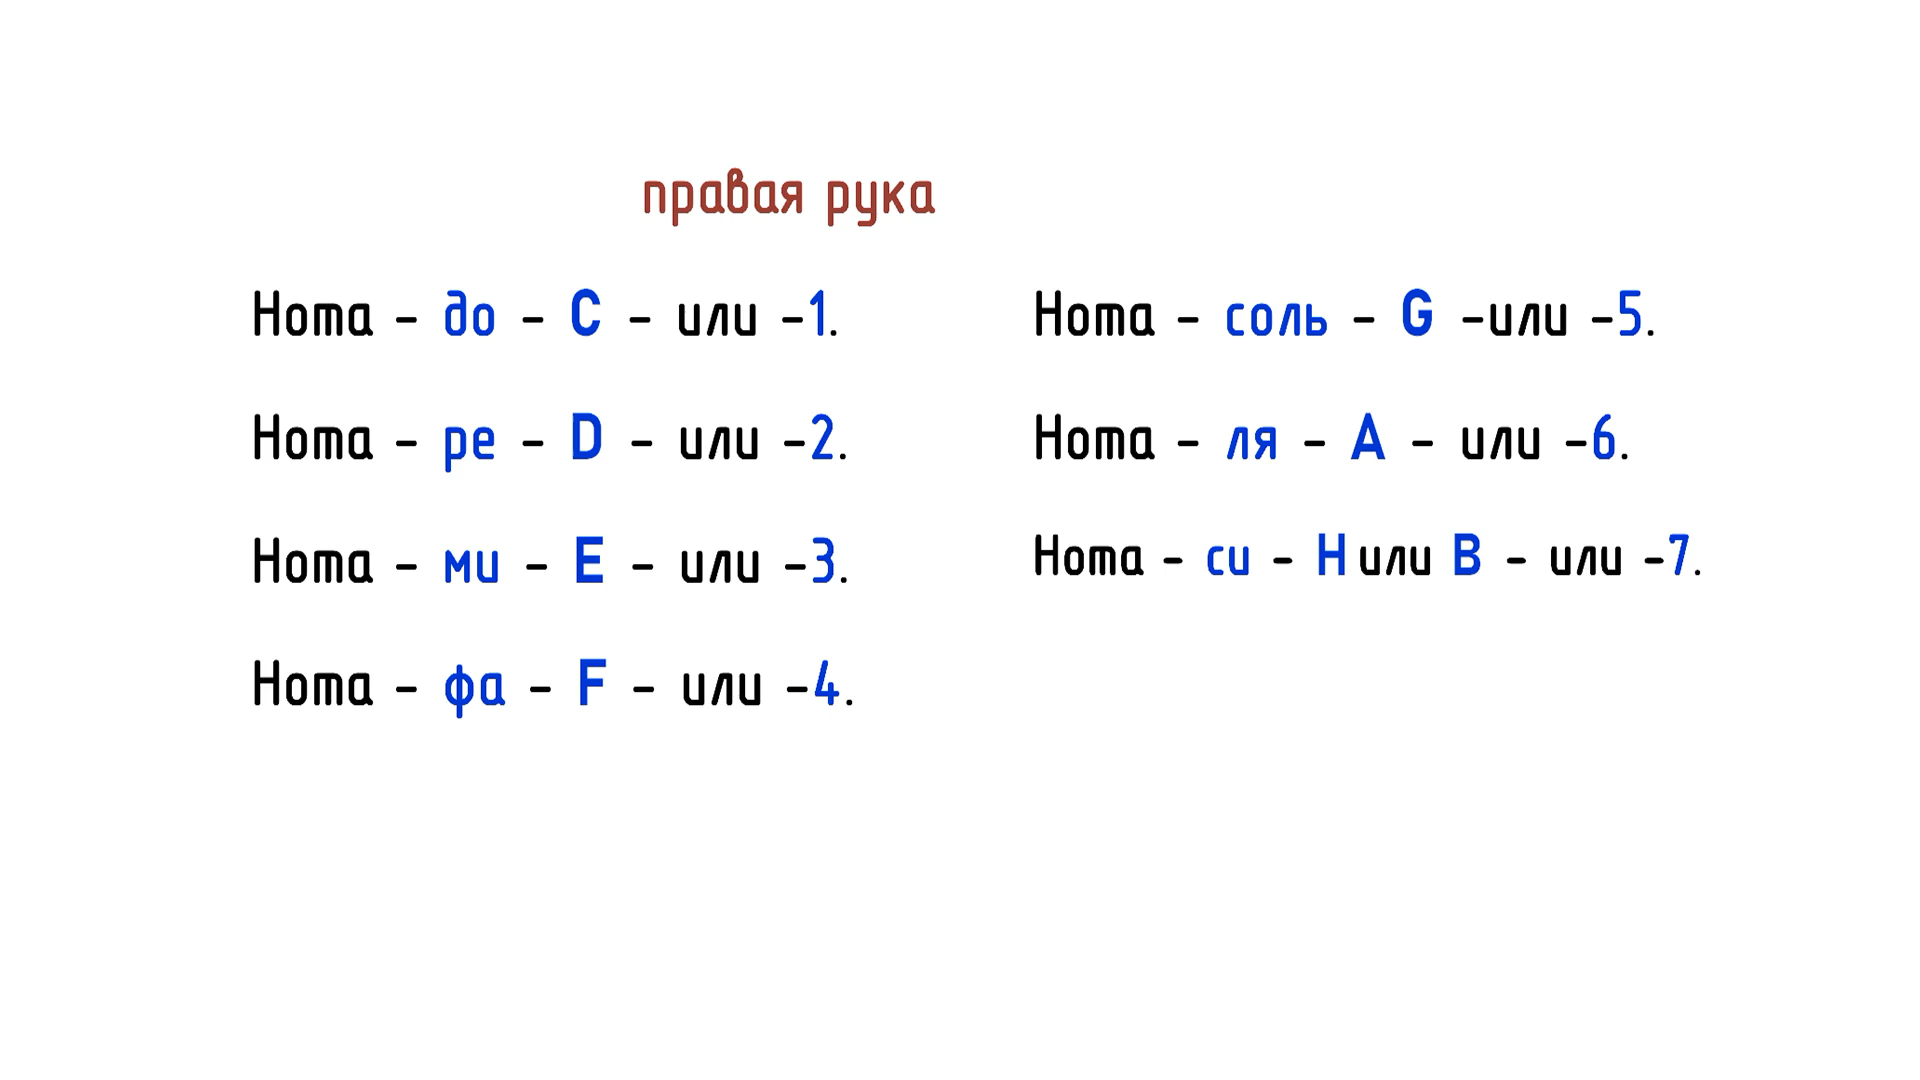 правая рука
Нота - до - C - или -1.
Нота - ре - D - или -2.
Нота - ми - E - или -3.
Нота - фа - F - или -4.
Нота - соль - G -или -5.
Нота - ля - A - или -6.
Нота - си - H или B - или -7.